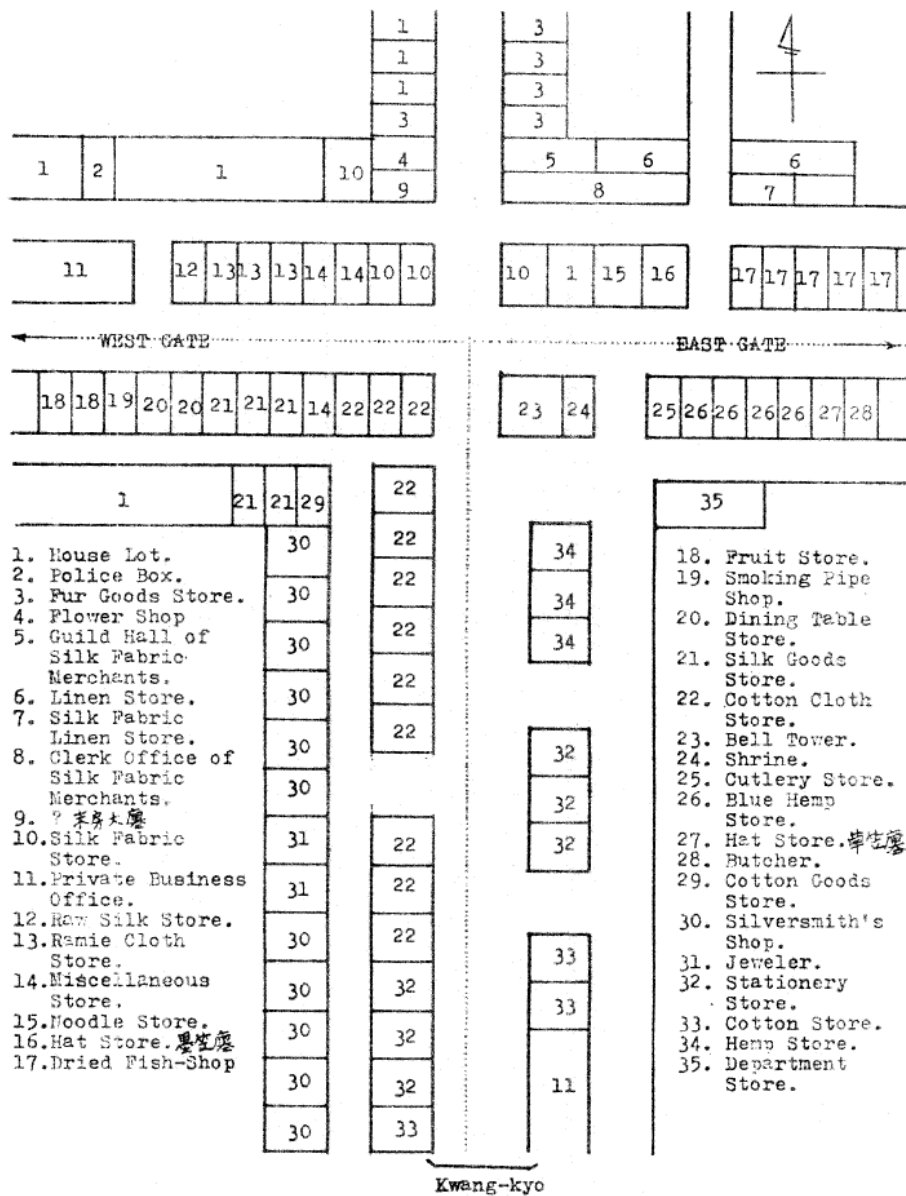 1 3
1 3
1 3
3 3
1 2 1 10 4 5 6 6
9 8 7
11 12 13 13 13 14 14 10 10 10 1 15 16 17 17 17 17 17
WEST GATE EAST GATE
18 18 19 20 20 21 21 21 14 22 22 22 23 24 25 26 26 26 26 27 28
1 21 21 29 22 35
30 22 34
30 22 34
30 22 34
30 22
30 22 32
30 32
31 22 32
31 22
30 22 33
30 32 33
30 32 11
30 32
30 33
1. House Lot.
2. Police Box.
3. Fur Goods Store.
4. Flower Shop
5. Guild Hall of
Silk Fabric
Merchants.
6. Linen Store.
7. Silk Fabric
Linen Store.
8. Clerk Office of
Silk Fabric
Merchants.
9. ?
10. Silk Fabric
Store.
11. Private Business
Office.
12. Raw Silk Store.
13. Ramie Cloth
Store.
14. Miscellaneous
Store.
15. Noodle Store.
16. Hat Store.
17. Dried Fish-Shop
18. Fruit Store.
19. Smoking Pipe
Shop.
20. Dining Table
Store.
21. Silk Goods
Store.
22. Cotton Cloth
Store.
23. Bell Tower.
24. Shrine.
25. Cutlery Store.
26. Blue Hemp
Store.
27. Hat Store.
28. Butcher.
29. Cotton Goods
Store.
30. Silversmith's
Shop.
31. Jeweler.
32. Stationery
Store.
33. Cotton Store.
34. Hemp Store.
35. Department
Store.
Kwang-kyo